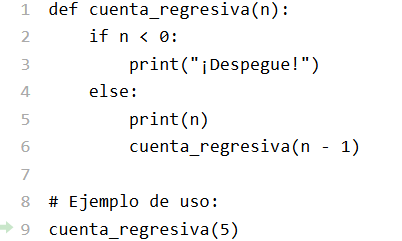 1 def cuenta_regresiva(n):
2     if n < 0:
3         print("¡Despegue!")
4     else:
5         print(n)
6         cuenta_regresiva(n - 1)
7
8 # Ejemplo de uso:
9 cuenta_regresiva(5)